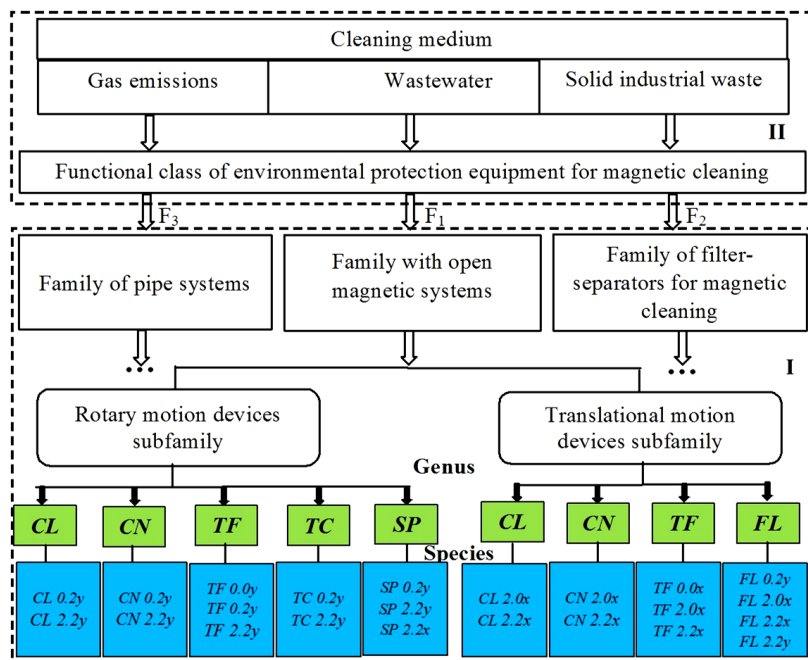 Cleaning medium
Gas emissions
Wastewater
Solid industrial waste
II
Functional class of environmental protection equipment for magnetic cleaning
F3
F1
F2
Family of pipe systems
Family with open
magnetic systems
Family of filter-
separators for magnetic
cleaning
...
...
I
Rotary motion devices
subfamily
Translational motion
devices subfamily
Genus
CL
CN
TF
TC
SP
CL
CN
TF
FL
Species
CL 0.2y
CL 2.2y
CN 0.2y
CN 2.2y
TF 0.0y
TF 0.2y
TF 2.2y
TC 0.2y
TC 2.2y
SP 0.2y
SP 2.2y
SP 2.2x
CL 2.0x
CL 2.2x
CN 2.0x
CN 2.2x
TF 0.0x
TF 2.0x
TF 2.2x
FL 0.2y
FL 2.0x
FL 2.2x
FL 2.2y